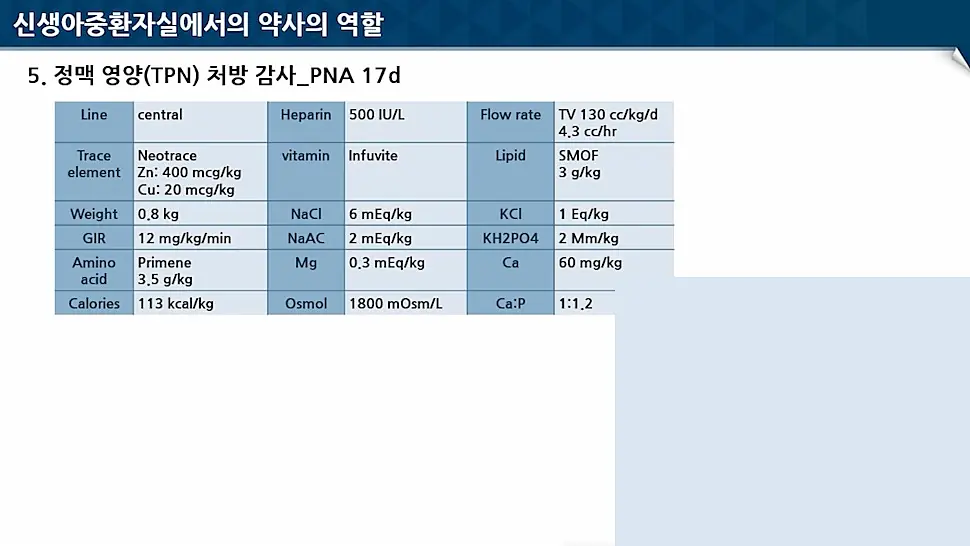 신생아중환자실에서의 약사의 역할
5. 정맥 영양(TPN) 처방 감사_PNA 17d
Line central Heparin 500 IU/L Flow rate TV 130 cc/kg/d
4.3 cc/hr
Trace element Neotrace vitamin Infuvite Lipid SMOF
Zn: 400 mcg/kg 3 g/kg
Cu: 20 mcg/kg
Weight 0.8 kg NaCl 6 mEq/kg KCl 1 Eq/kg
GIR 12 mg/kg/min NaAC 2 mEq/kg KH2PO4 2 Mm/kg
Amino acid Primene Mg 0.3 mEq/kg Ca 60 mg/kg
3.5 g/kg
Calories 113 kcal/kg Osmol 1800 mOsm/L Ca:P 1:1.2